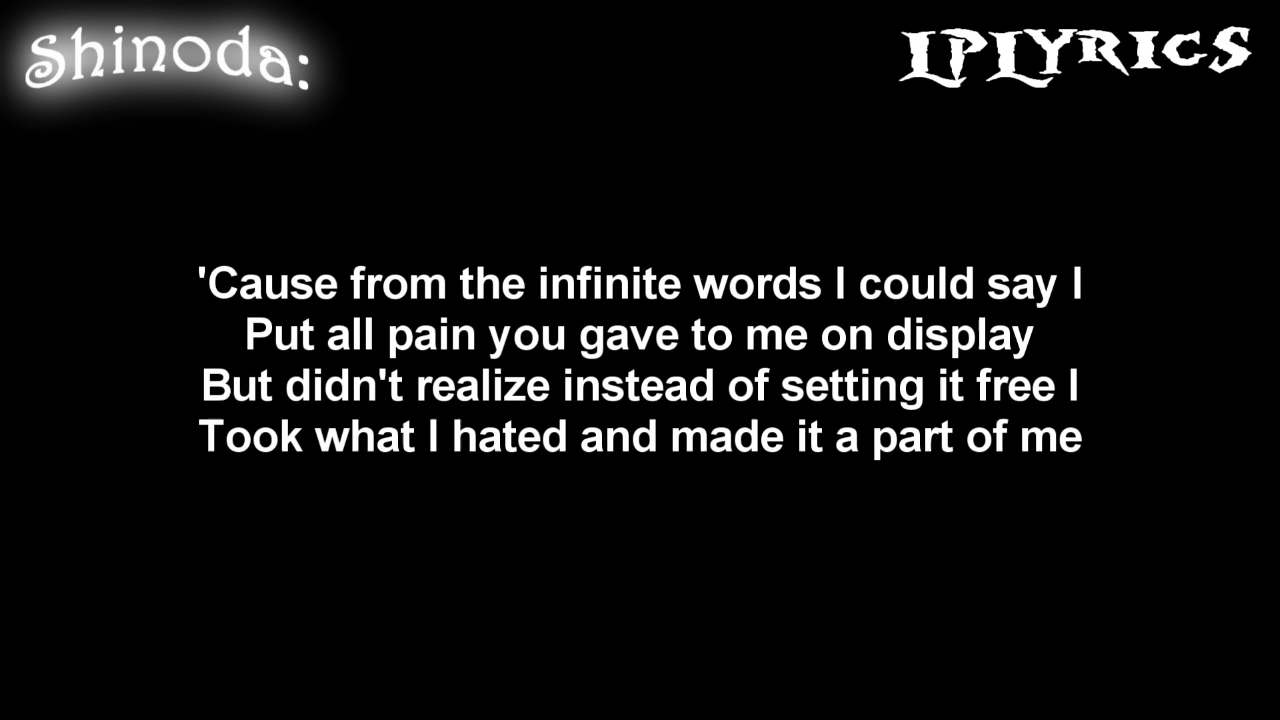 Shinoda:
LPLYRICS
'Cause from the infinite words I could say I
Put all pain you gave to me on display
But didn't realize instead of setting it free I
Took what I hated and made it a part of me